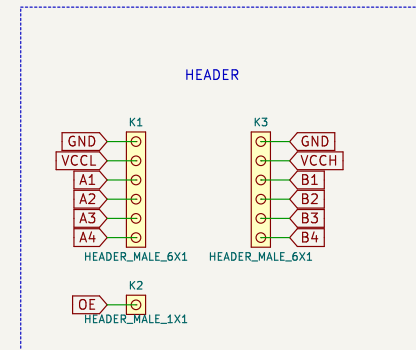 HEADER
K1
K3
GND
GND
VCCL
VCCH
A1
B1
A2
B2
A3
B3
A4
B4
HEADER_MALE_6X1
HEADER_MALE_6X1
K2
OE
HEADER_MALE_1X1